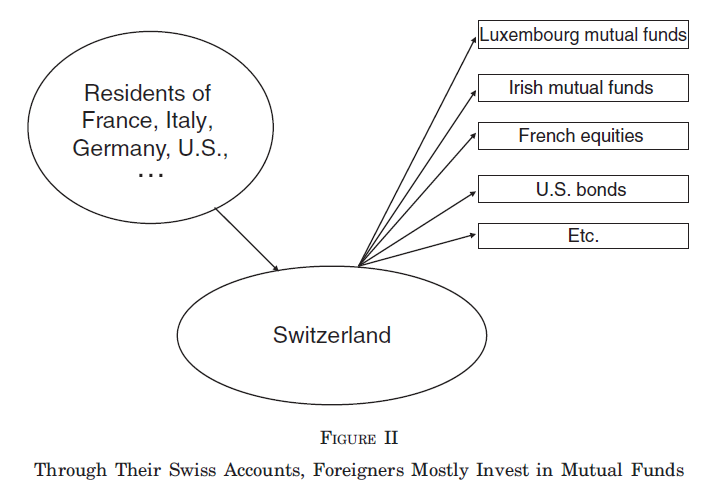 Residents of
France, Italy,
Germany, U.S.,
...
Luxembourg mutual funds
Irish mutual funds
French equities
U.S. bonds
Etc.
Switzerland
FIGURE II
Through Their Swiss Accounts, Foreigners Mostly Invest in Mutual Funds